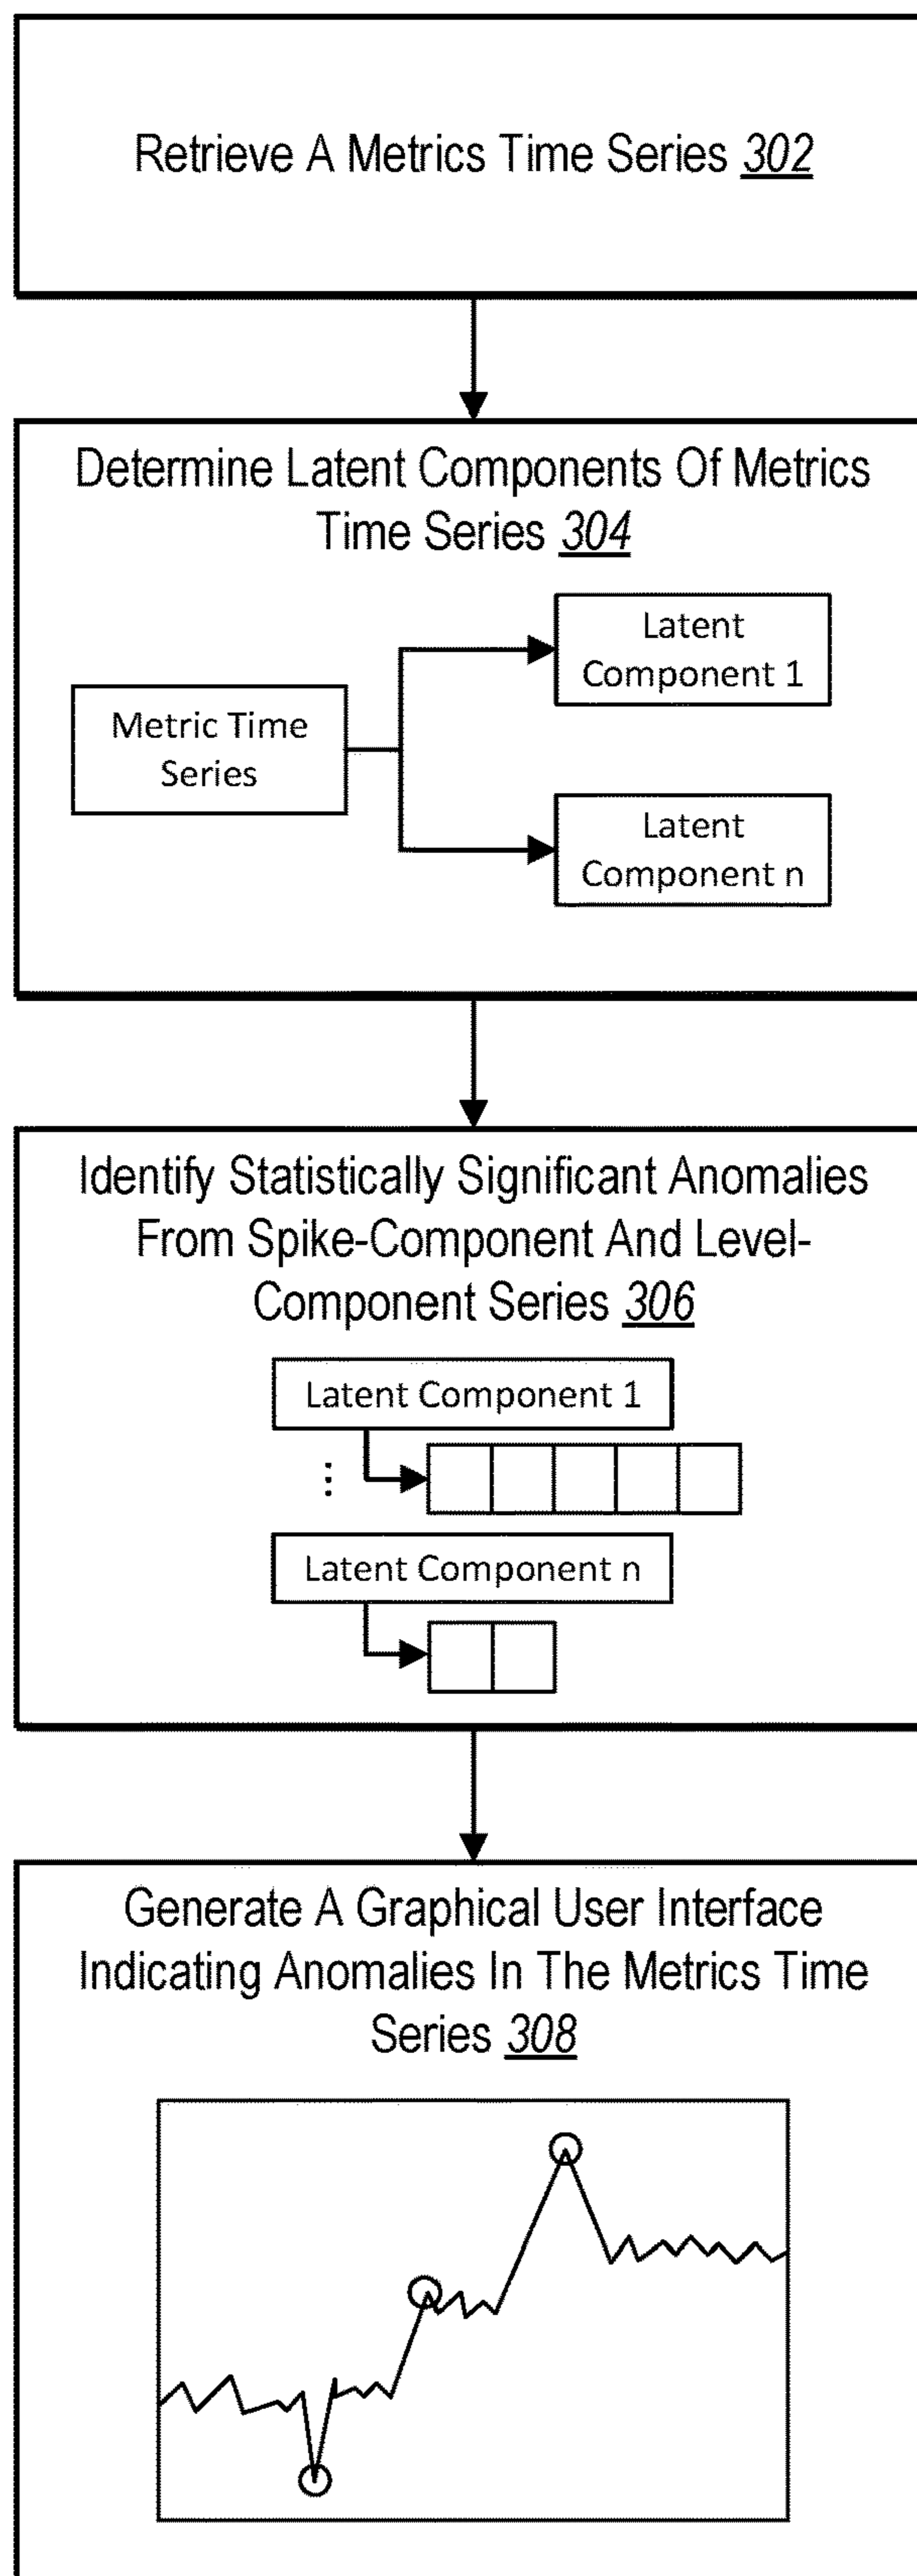 Retrieve A Metrics Time Series 302
Determine Latent Components Of Metrics
Time Series 304
Latent
Component 1
Metric Time
Series
Latent
Component n
Identify Statistically Significant Anomalies
From Spike-Component And Level-
Component Series 306
Latent Component 1
⋮
Latent Component n
Generate A Graphical User Interface
Indicating Anomalies In The Metrics Time
Series 308